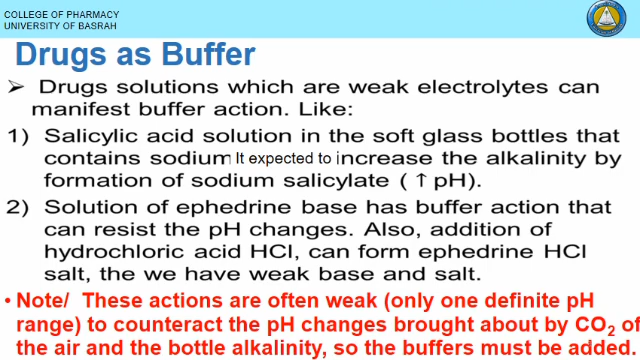 COLLEGE OF PHARMACY
UNIVERSITY OF BASRAH
Drugs as Buffer
➤ Drugs solutions which are weak electrolytes can
manifest buffer action. Like:
1) Salicylic acid solution in the soft glass bottles that
contains sodium It expected to increase the alkalinity by
formation of sodium salicylate (↑ pH).
2) Solution of ephedrine base has buffer action that
can resist the pH changes. Also, addition of
hydrochloric acid HCl, can form ephedrine HCl
salt, the we have weak base and salt.
• Note/ These actions are often weak (only one definite pH
range) to counteract the pH changes brought about by CO₂ of
the air and the bottle alkalinity, so the buffers must be added.